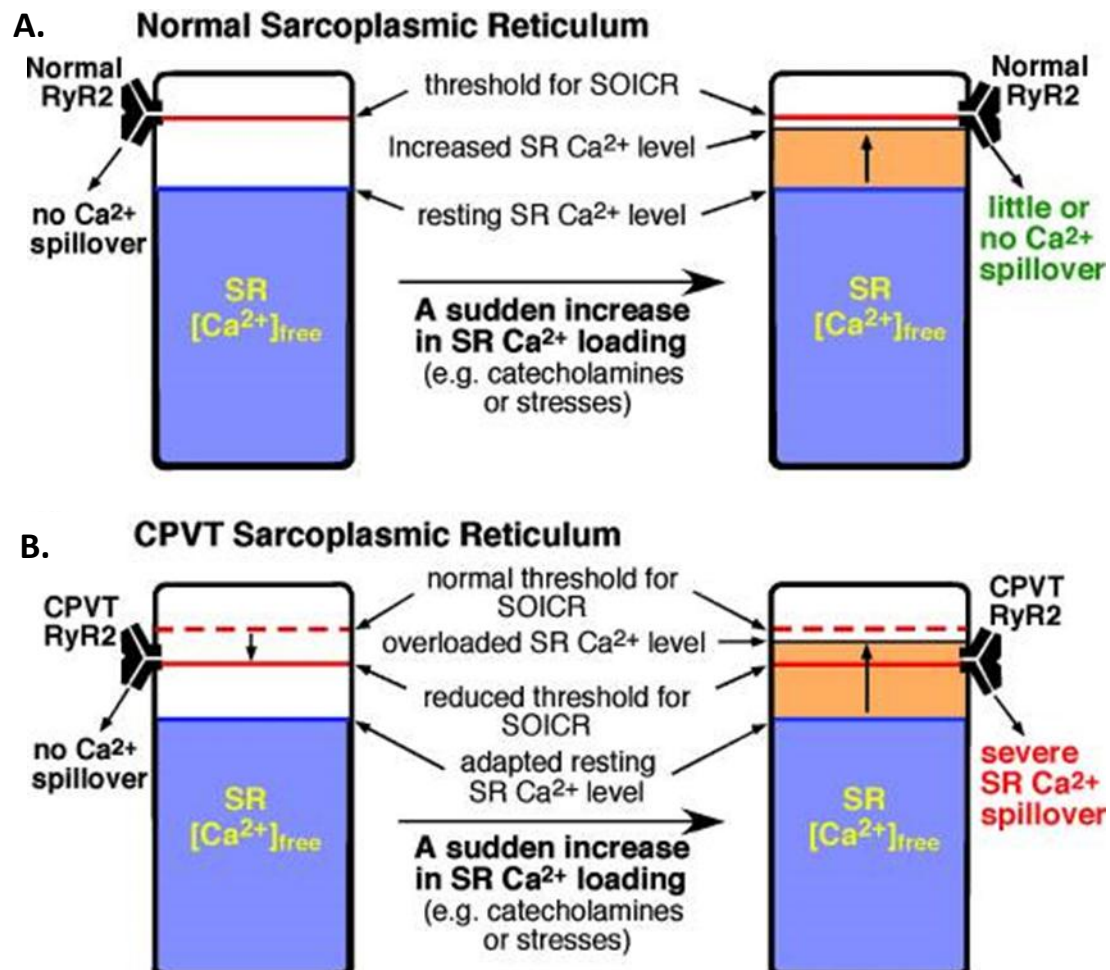 A.
Normal Sarcoplasmic Reticulum
Normal
RyR2
threshold for SOICR
Increased SR Ca²⁺ level
resting SR Ca²⁺ level
no Ca²⁺
spillover
SR
[Ca²⁺]free
A sudden increase
in SR Ca²⁺ loading
(e.g. catecholamines
or stresses)
Normal
RyR2
little or
no Ca²⁺
spillover
SR
[Ca²⁺]free
B.
CPVT Sarcoplasmic Reticulum
CPVT
RyR2
normal threshold for
SOICR
overloaded SR Ca²⁺ level
reduced threshold for
SOICR
adapted resting
SR Ca²⁺ level
no Ca²⁺
spillover
SR
[Ca²⁺]free
A sudden increase
in SR Ca²⁺ loading
(e.g. catecholamines
or stresses)
CPVT
RyR2
severe
SR Ca²⁺
spillover
SR
[Ca²⁺]free